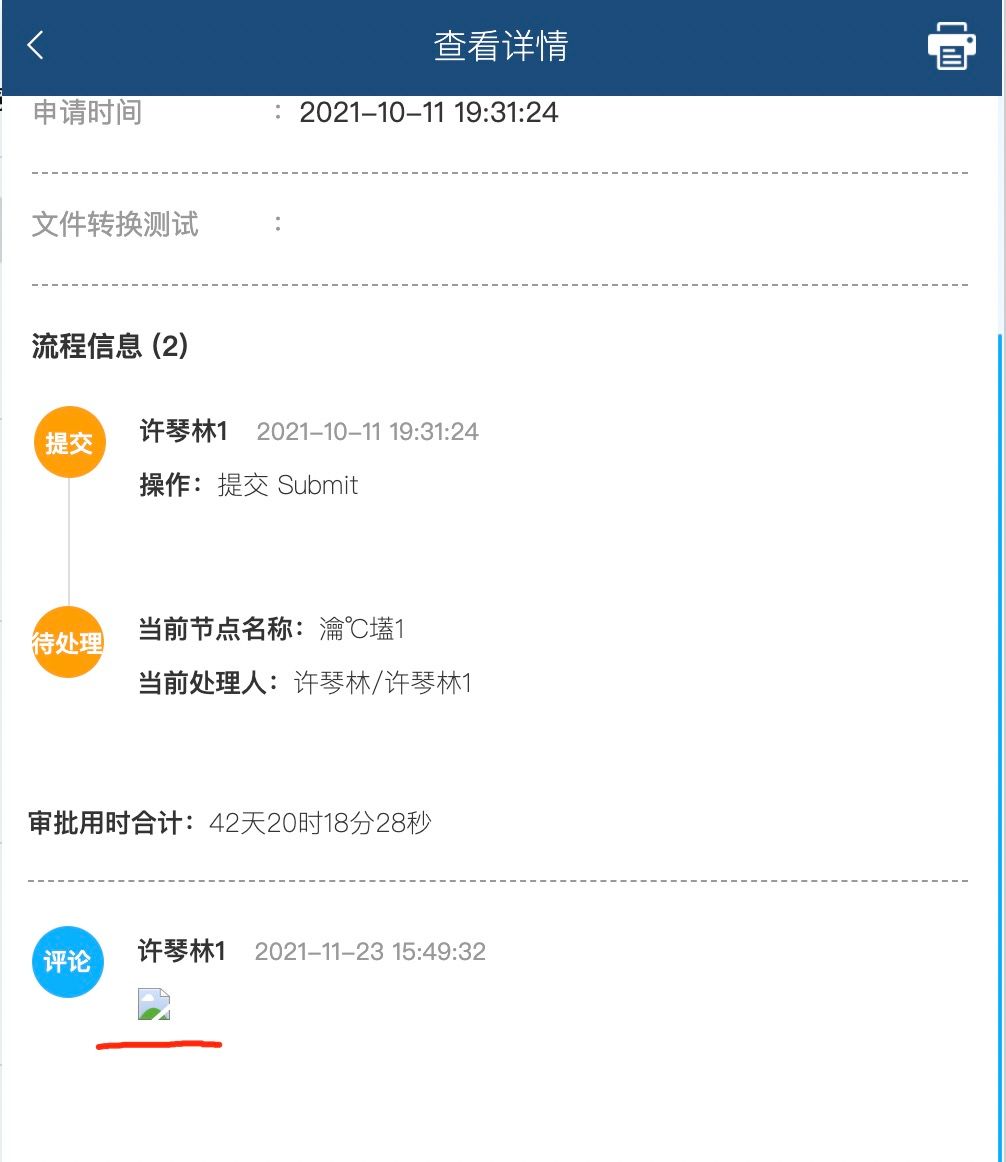 查看详情
申请时间 : 2021-10-11 19:31:24
文件转换测试 :
流程信息 (2)
提交 许琴林1 2021-10-11 19:31:24
操作: 提交 Submit
待处理 当前节点名称: 瀹℃壒1
当前处理人: 许琴林/许琴林1
审批用时合计: 42天20时18分28秒
评论 许琴林1 2021-11-23 15:49:32